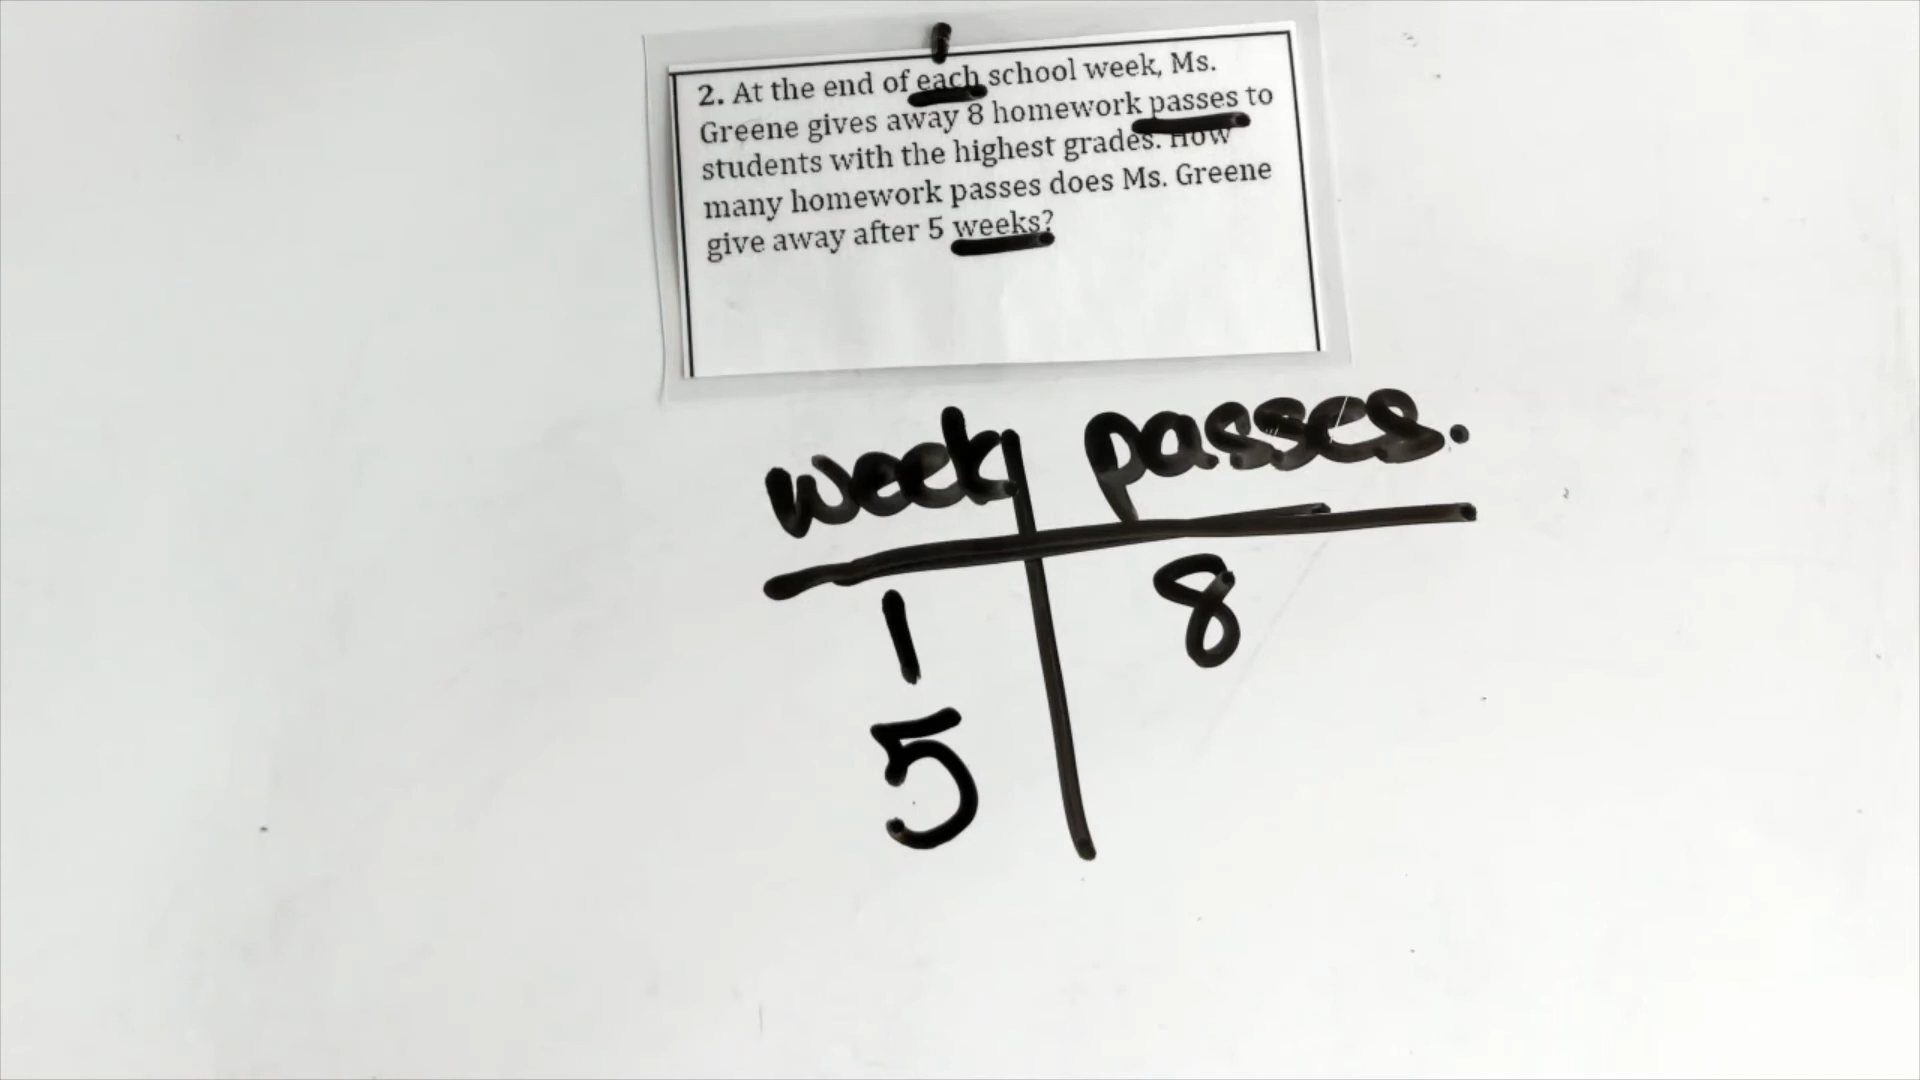 2. At the end of each school week, Ms.
Greene gives away 8 homework passes to
students with the highest grades. How
many homework passes does Ms. Greene
give away after 5 weeks?
week passes.
1 8
5